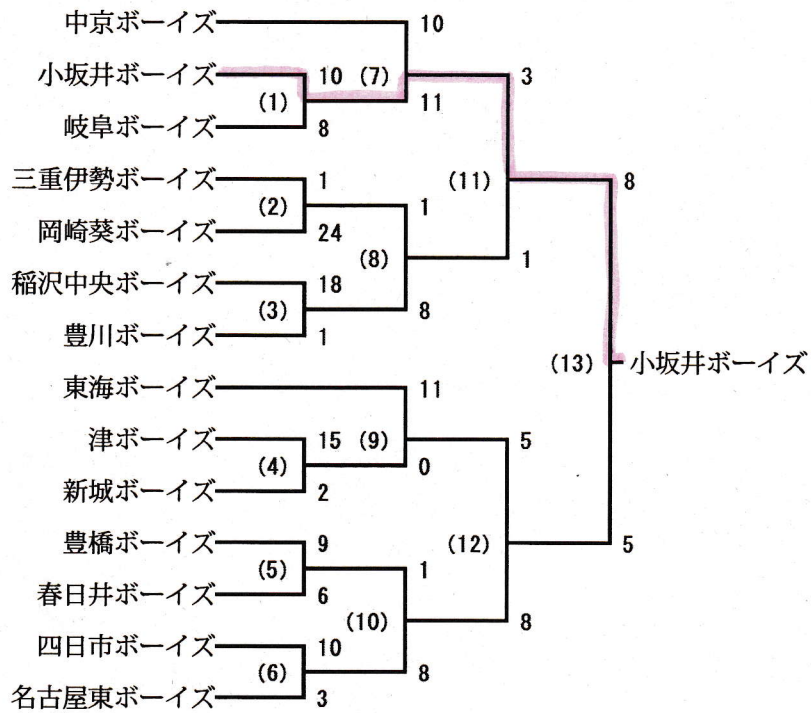 中京ボーイズ 10
小坂井ボーイズ 10 (7) 3
(1) 11
岐阜ボーイズ 8
三重伊勢ボーイズ 1 (11) 8
(2) 1
岡崎葵ボーイズ 24
(8) 1
稲沢中央ボーイズ 18
(3) 8
豊川ボーイズ 1
(13) 小坂井ボーイズ
東海ボーイズ 11
津ボーイズ 15 (9) 5
(4) 0
新城ボーイズ 2
豊橋ボーイズ 9 (12) 5
(5) 1
春日井ボーイズ 6
(10) 8
四日市ボーイズ 10
(6) 8
名古屋東ボーイズ 3